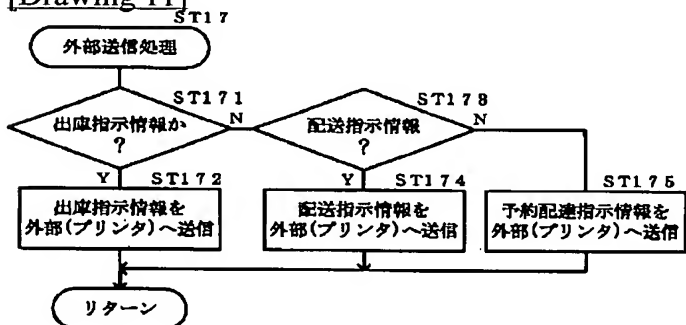 [Drawing 11]
ST17
外部送信処理
ST171
出庫指示情報か
?
N
Y
ST173
配送指示情報
?
N
Y
ST172
出庫指示情報を
外部(プリンタ)へ送信
ST174
配送指示情報を
外部(プリンタ)へ送信
ST175
予約配達指示情報を
外部(プリンタ)へ送信
リターン